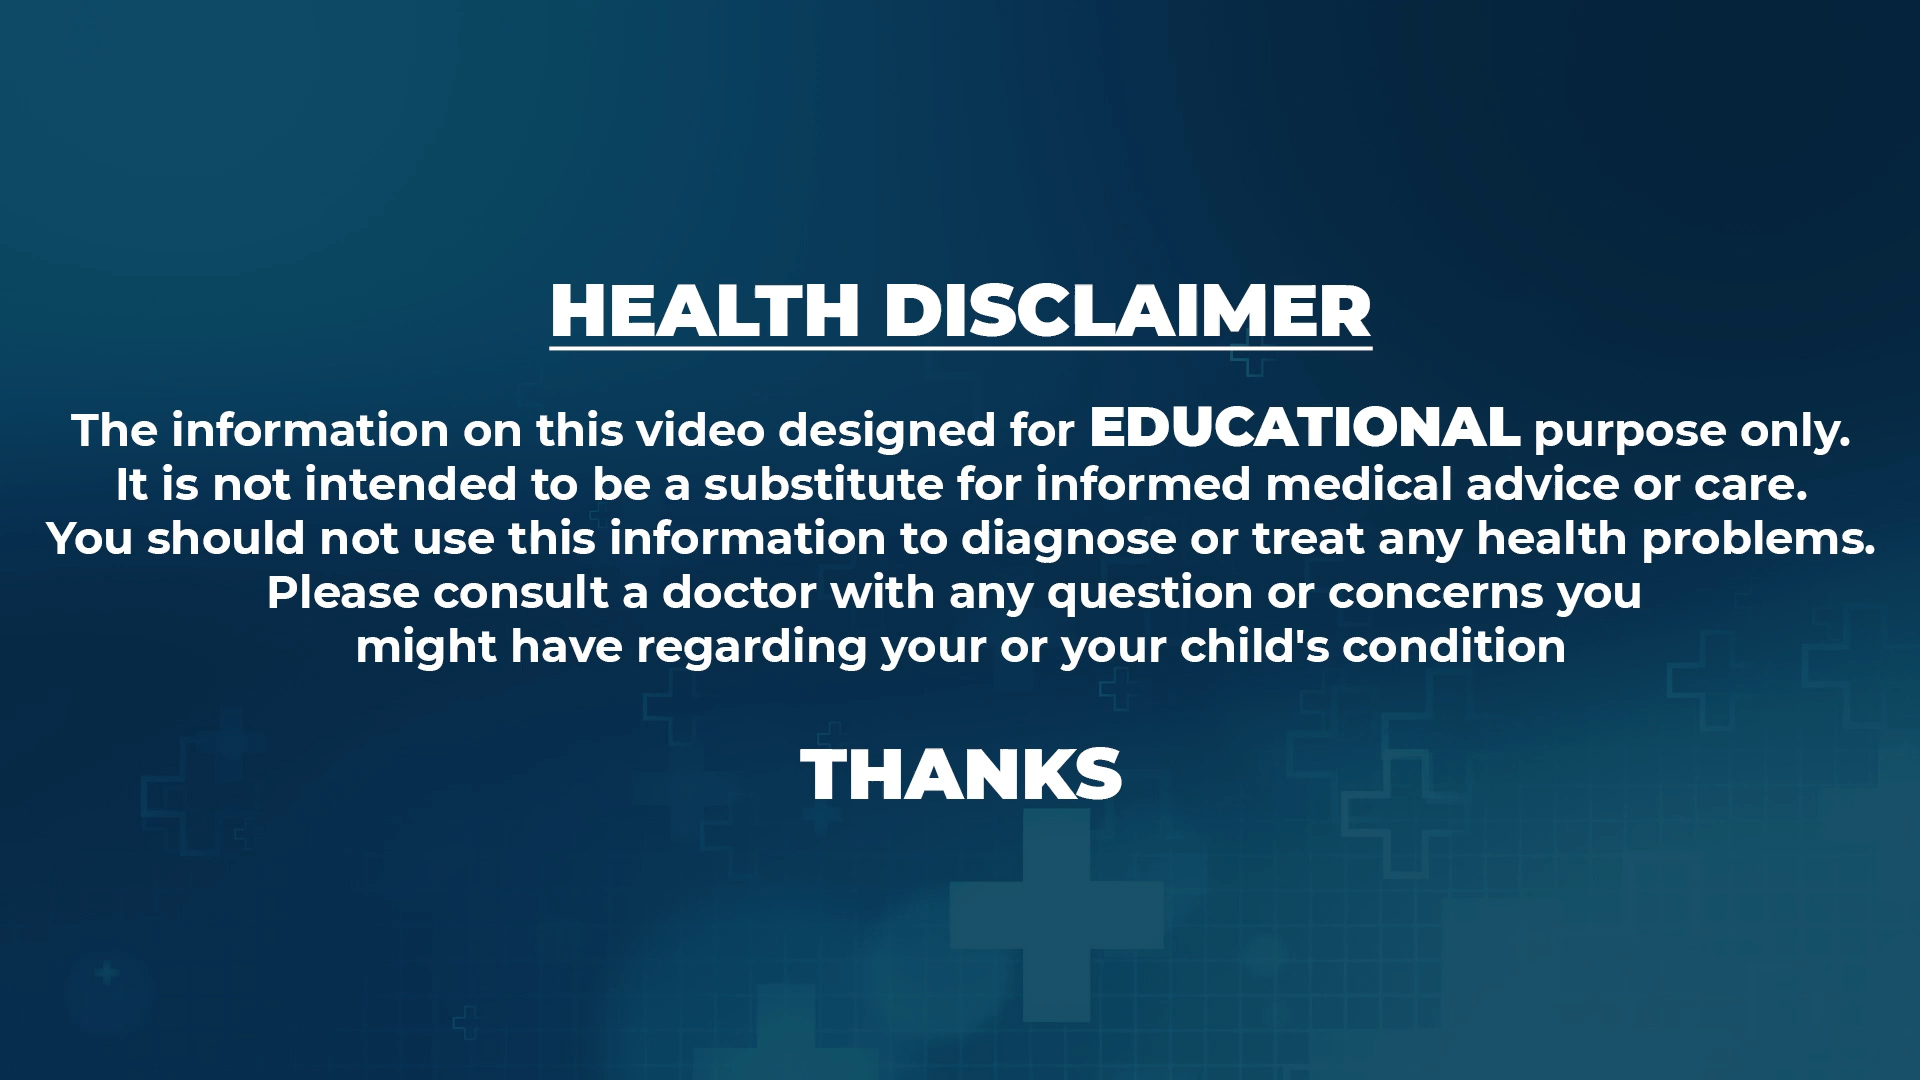 HEALTH DISCLAIMER
The information on this video designed for EDUCATIONAL purpose only.
It is not intended to be a substitute for informed medical advice or care.
You should not use this information to diagnose or treat any health problems.
Please consult a doctor with any question or concerns you
might have regarding your or your child's condition
THANKS